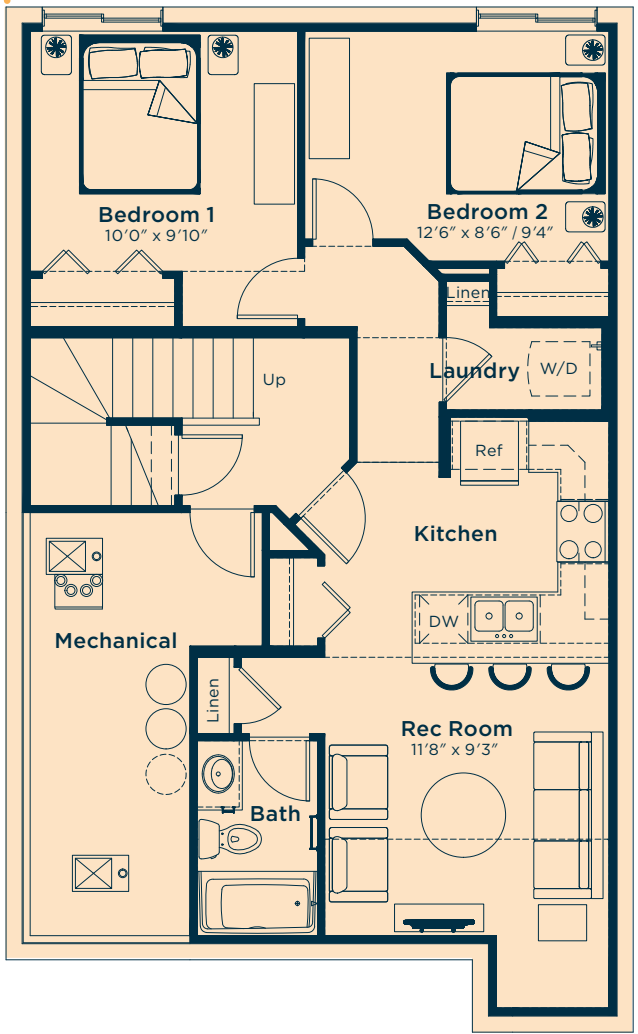 Bedroom 1
10'0" x 9'10"
Bedroom 2
12'6" x 8'6" / 9'4"
Linen
Laundry
W/D
Up
Ref
Kitchen
DW
Mechanical
Linen
Rec Room
11'8" x 9'3"
Bath